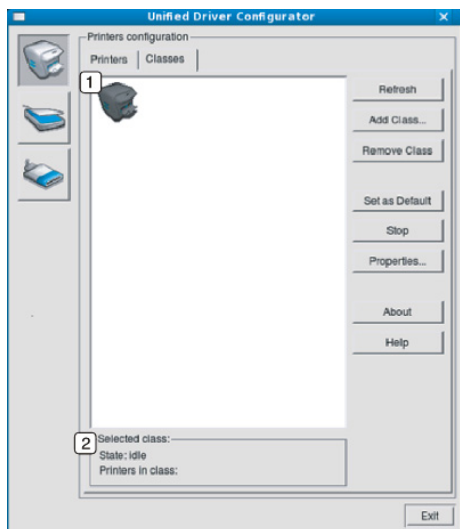 Unified Driver Configurator
Printers configuration
Printers Classes
1
Refresh
Add Class...
Remove Class
Set as Default
Stop
Properties...
About
Help
2
Selected class:
State: idle
Printers in class:
Exit